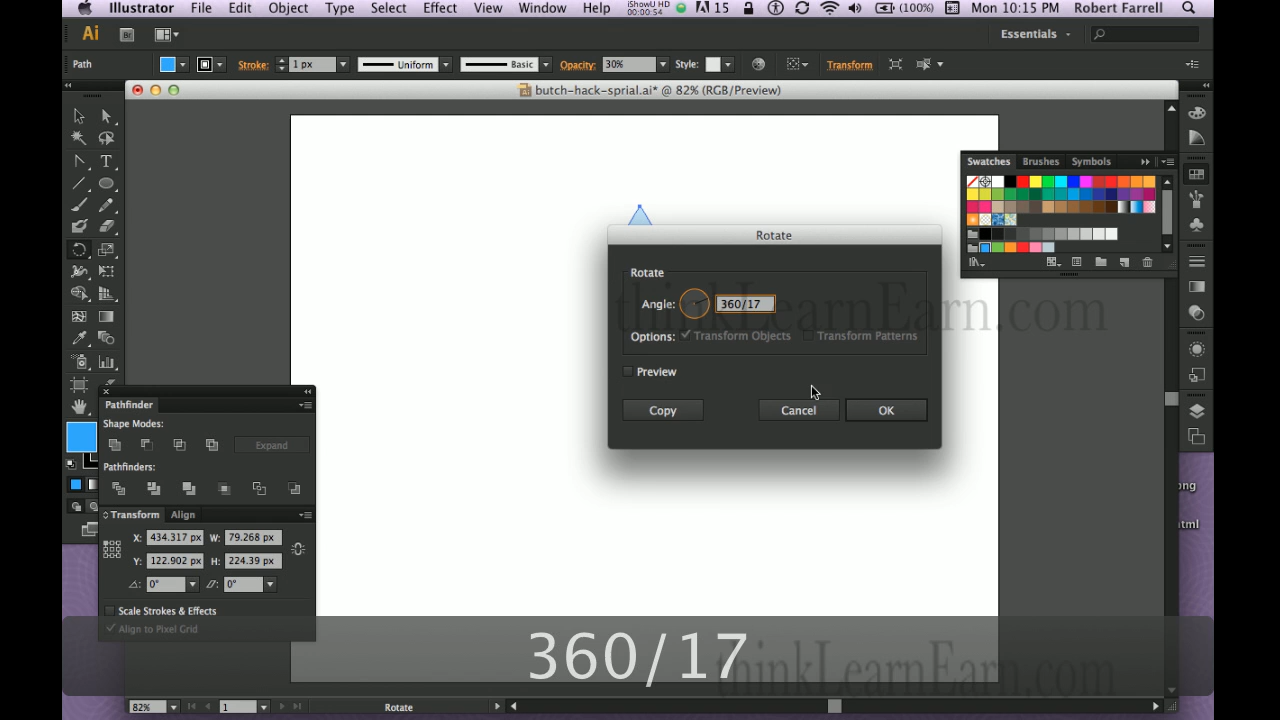 Illustrator File Edit Object Type Select Effect View Window Help iShowU HD 00:00:54 15 (100%) Mon 10:15 PM Robert Farrell
Ai Br Essentials
Path Stroke: 1 px Uniform Basic Opacity: 30% Style: Transform
butch-hack-sprial.ai* @ 82% (RGB/Preview)
Swatches Brushes Symbols
Rotate
Rotate
Angle: 360/17
thinkLearnEarn.com
Options: Transform Objects Transform Patterns
Preview
Copy Cancel OK
Pathfinder
Shape Modes:
Expand
Pathfinders:
Transform Align
X: 434.317 px W: 79.268 px
Y: 122.902 px H: 224.39 px
0° 0°
Scale Strokes & Effects
Align to Pixel Grid
png
html
360/17
thinkLearnEarn.com
82% 1 Rotate